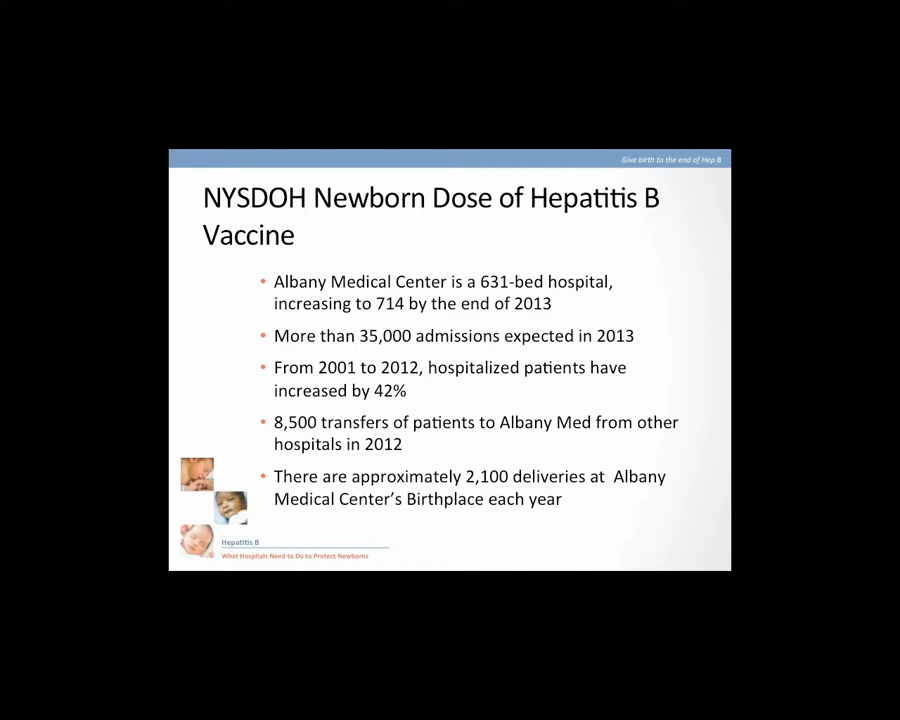 Give birth to the end of Hep B
NYSDOH Newborn Dose of Hepatitis B
Vaccine
• Albany Medical Center is a 631-bed hospital,
increasing to 714 by the end of 2013
• More than 35,000 admissions expected in 2013
• From 2001 to 2012, hospitalized patients have
increased by 42%
• 8,500 transfers of patients to Albany Med from other
hospitals in 2012
• There are approximately 2,100 deliveries at  Albany
Medical Center’s Birthplace each year
Hepatitis B
What Hospitals Need to Do to Protect Newborns